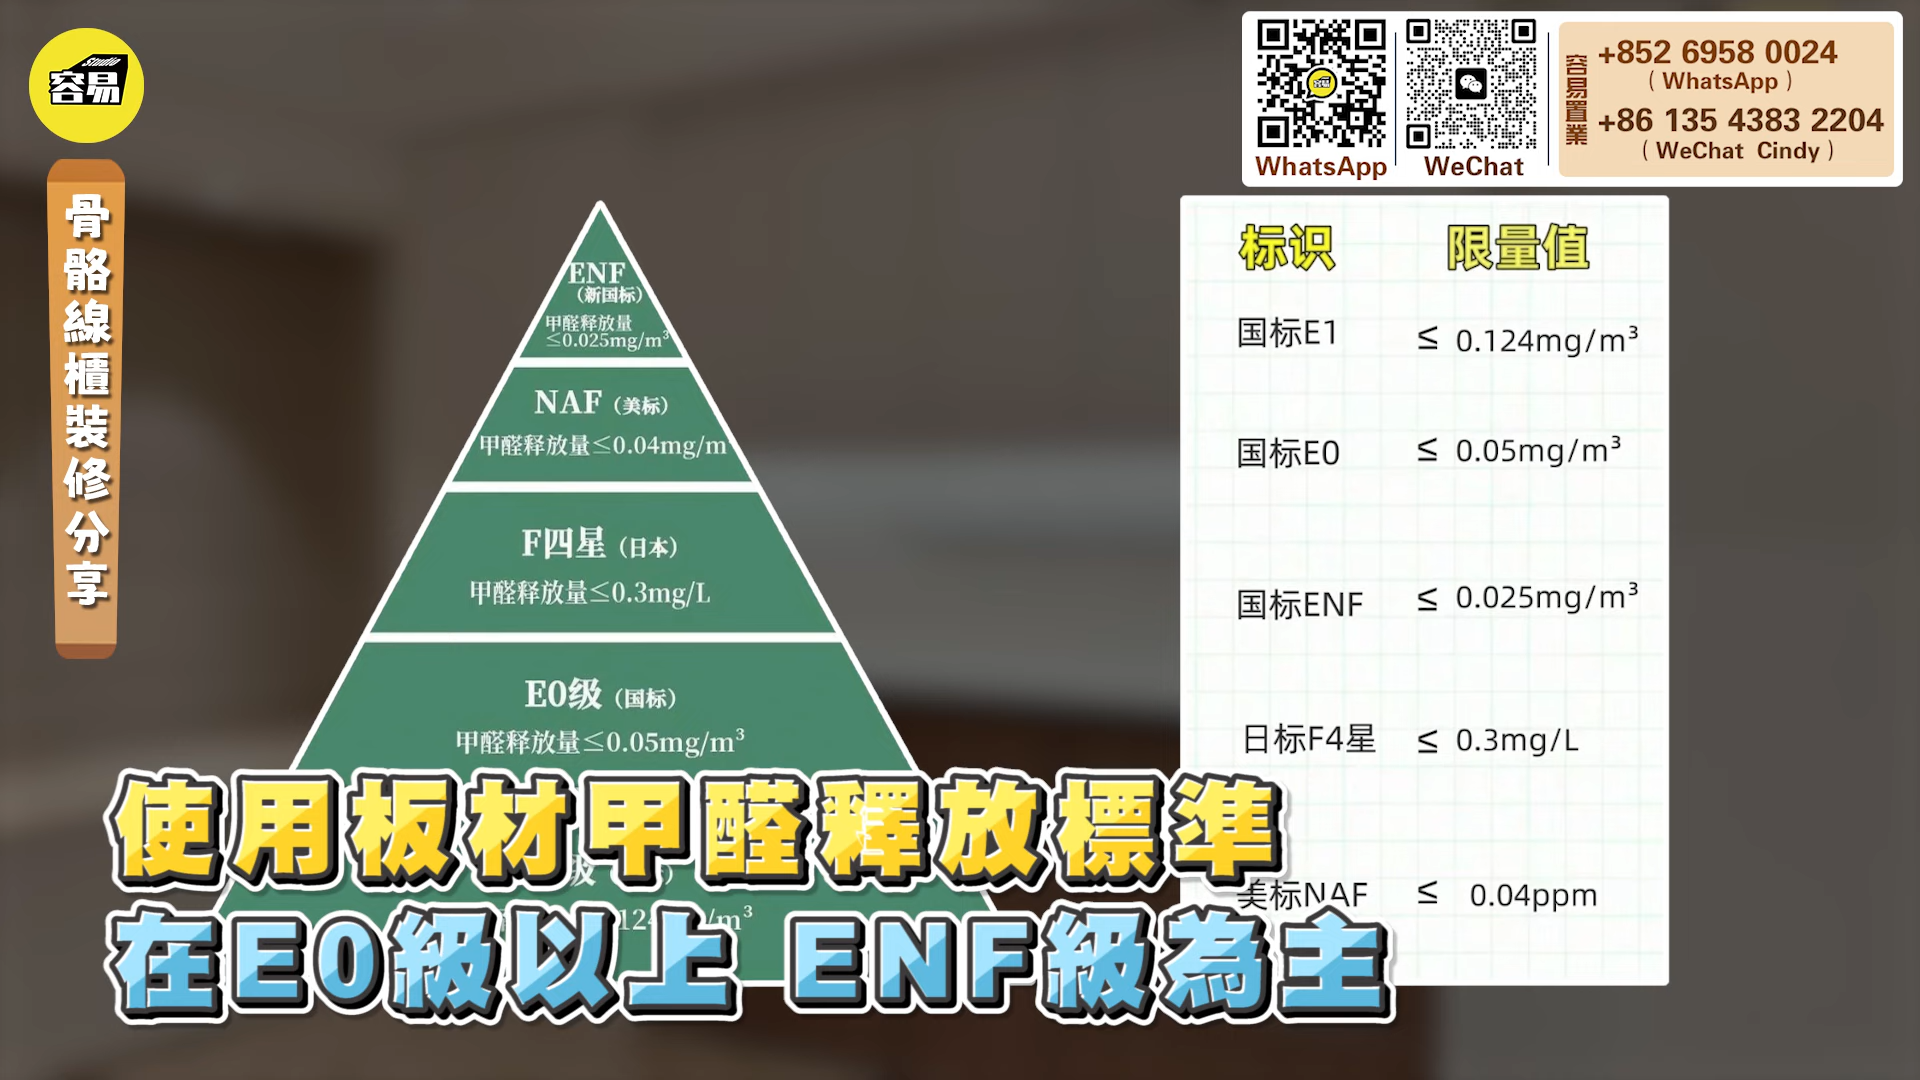 Studio
容易
骨骼線櫃裝修分享
WhatsApp
WeChat
容易置業
+852 6958 0024
( WhatsApp )
+86 135 4383 2204
( WeChat Cindy )
ENF
(新国标)
甲醛释放量
≤0.025mg/m³
NAF (美标)
甲醛释放量≤0.04mg/m
F四星 (日本)
甲醛释放量≤0.3mg/L
E0级 (国标)
甲醛释放量≤0.05mg/m³
标识 限量值
国标E1 ≤ 0.124mg/m³
国标E0 ≤ 0.05mg/m³
国标ENF ≤ 0.025mg/m³
日标F4星 ≤ 0.3mg/L
美标NAF ≤ 0.04ppm
使用板材甲醛釋放標準
在E0級以上 ENF級為主